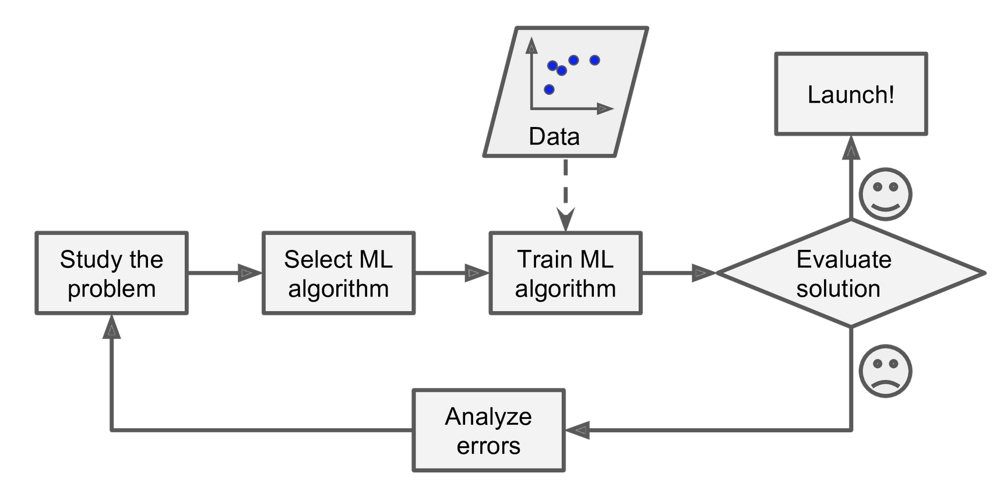 Data
Launch!
Study the
problem
Select ML
algorithm
Train ML
algorithm
Evaluate
solution
Analyze
errors